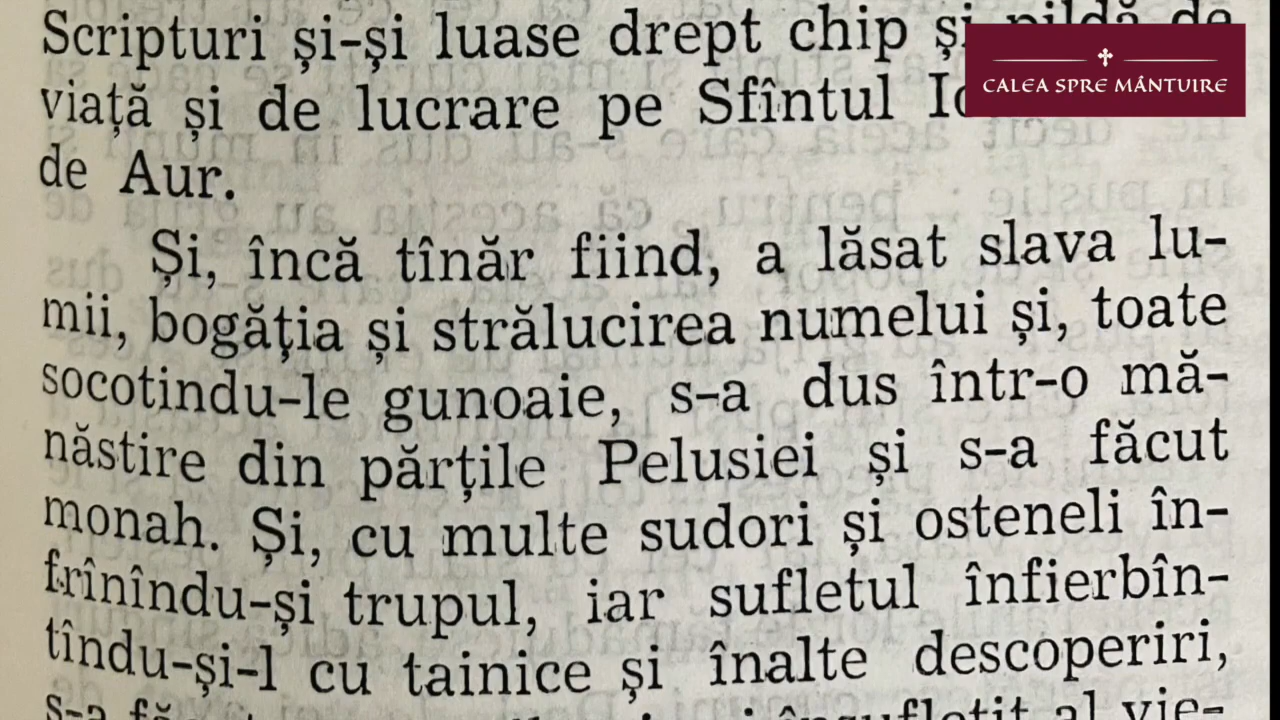 Scripturi și-și luase drept chip și pildă de
CALEA SPRE MÂNTUIRE
viață și de lucrare pe Sfîntul
de Aur.
Și, încă tînăr fiind, a lăsat slava lu-
mii, bogăția și strălucirea numelui și, toate
socotindu-le gunoaie, s-a dus într-o mă-
năstire din părțile Pelusiei și s-a făcut
monah. Și, cu multe sudori și osteneli în-
frînîndu-și trupul, iar sufletul înfierbîn-
tîndu-și-l cu tainice și înalte descoperiri,
s-a însuflețit al vie-